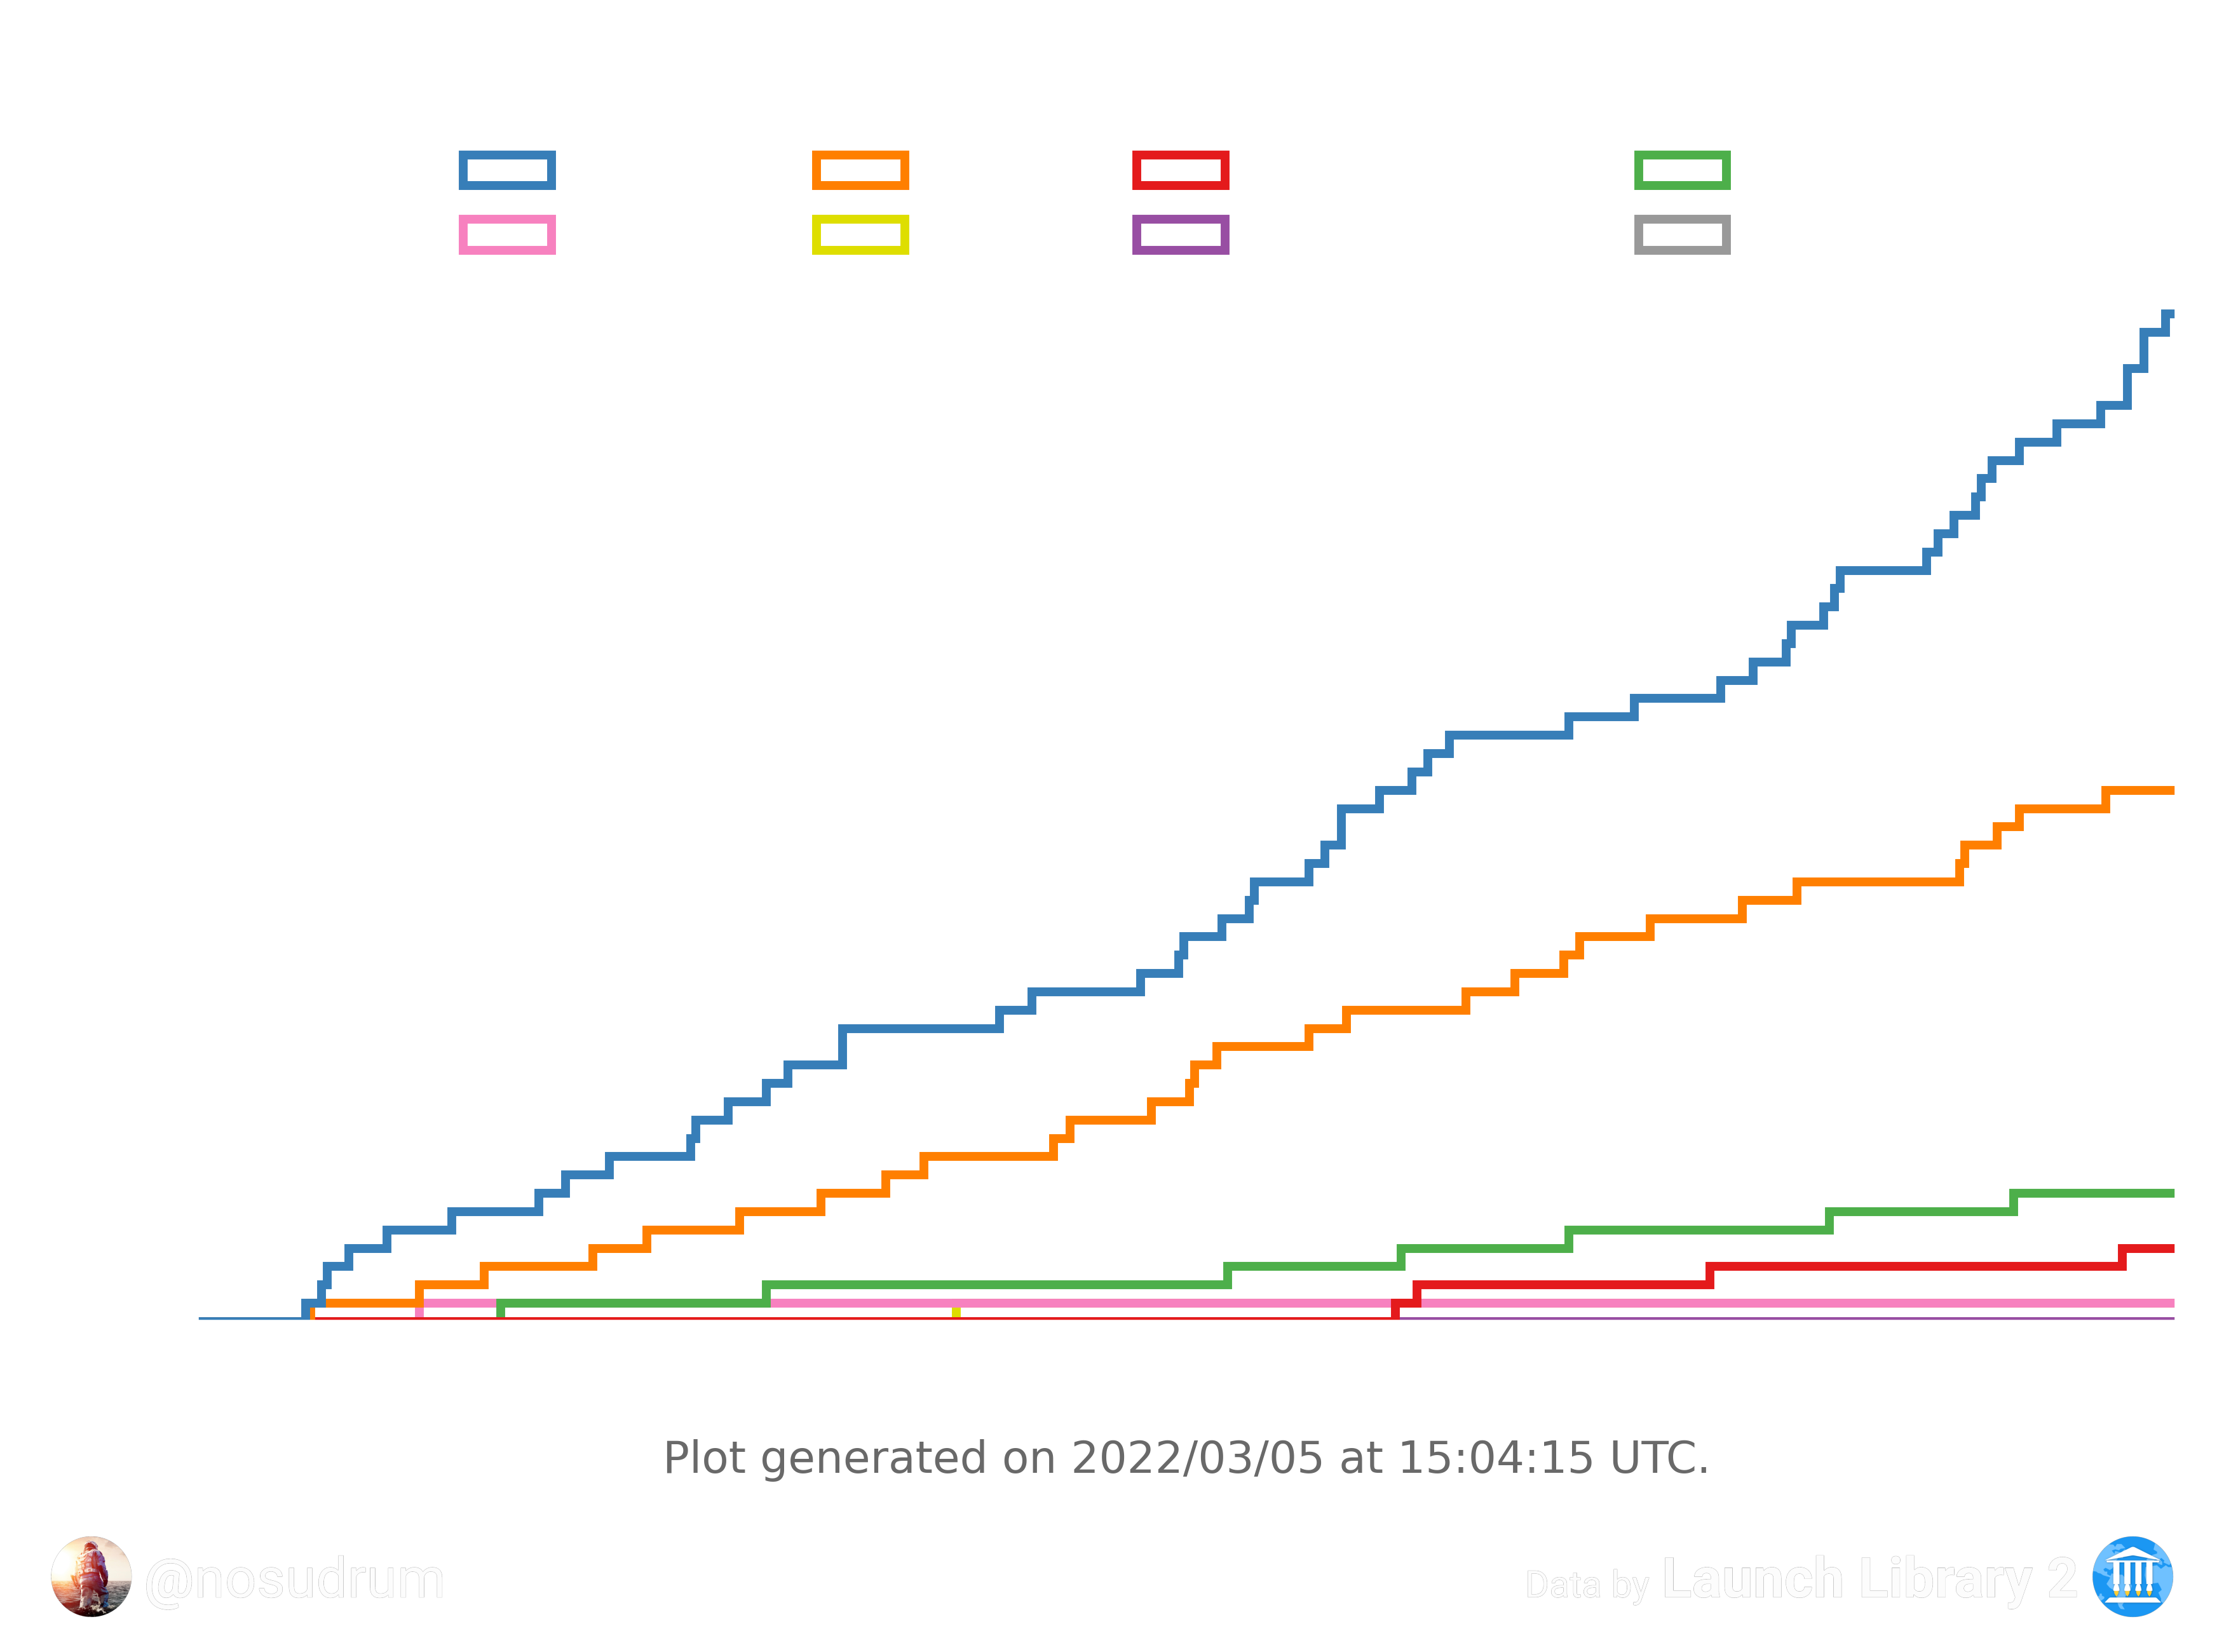 Plot generated on 2022/03/05 at 15:04:15 UTC.
@nosudrum
Data by Launch Library 2